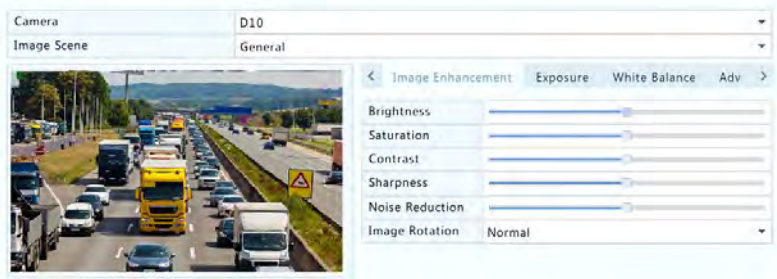 Camera D10
Image Scene General
< Image Enhancement Exposure White Balance Adv >
Brightness
Saturation
Contrast
Sharpness
Noise Reduction
Image Rotation Normal